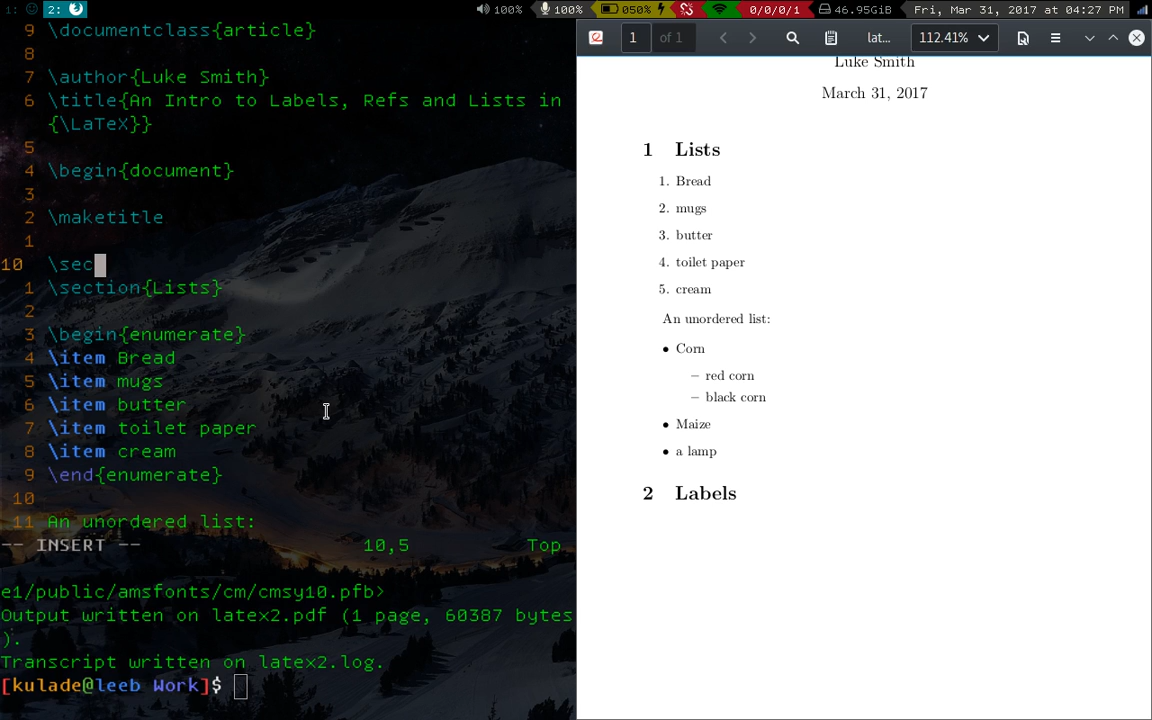 1: 2: 100% 100% 050% 0/0/0/1 46.95GiB Fri, Mar 31, 2017 at 04:27 PM
9 \documentclass{article}
8
7 \author{Luke Smith}
6 \title{An Intro to Labels, Refs and Lists in
{\LaTeX}}
5
4 \begin{document}
3
2 \maketitle
1
10 \sec
1 \section{Lists}
2
3 \begin{enumerate}
4 \item Bread
5 \item mugs
6 \item butter
7 \item toilet paper
8 \item cream
9 \end{enumerate}
10
11 An unordered list:
-- INSERT -- 10,5 Top
e1/public/amsfonts/cm/cmsy10.pfb>
Output written on latex2.pdf (1 page, 60387 bytes
).
Transcript written on latex2.log.
[kulade@leeb Work]$
1 of 1 lat... 112.41%
Luke Smith
March 31, 2017
1 Lists
1. Bread
2. mugs
3. butter
4. toilet paper
5. cream
An unordered list:
• Corn
– red corn
– black corn
• Maize
• a lamp
2 Labels